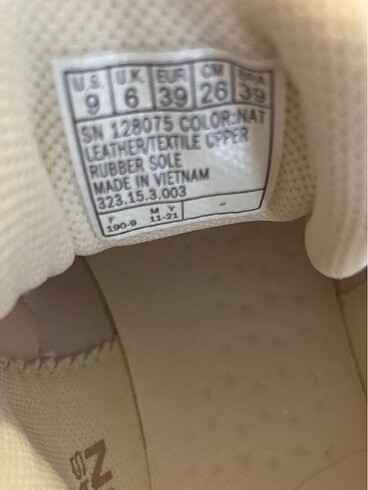 U.S. U.K. EUR CM BRA
9 6 39 26 39
SN 128075 COLOR:NAT
LEATHER/TEXTILE UPPER
RUBBER SOLE
MADE IN VIETNAM
323.15.3.003
F M Y
190-9 11-21 -